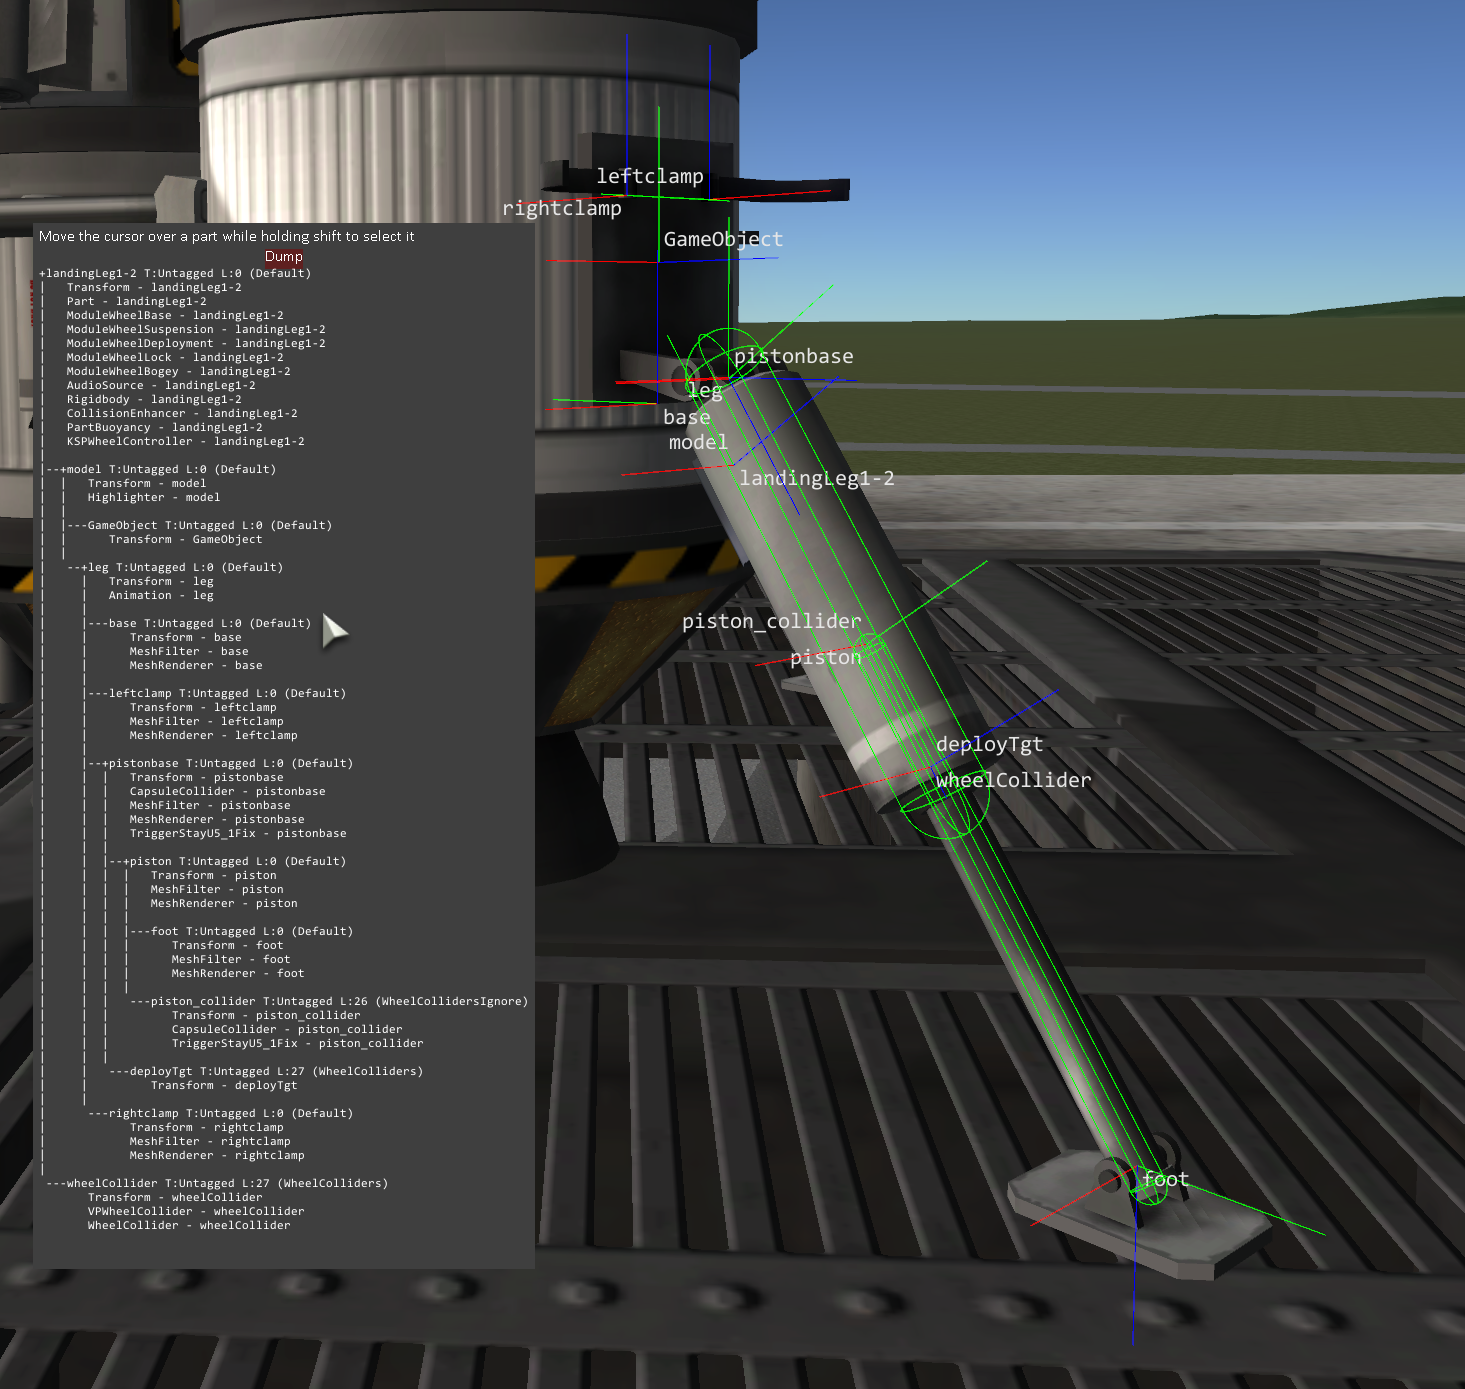 Move the cursor over a part while holding shift to select it
Dump
+landingLeg1-2 T:Untagged L:0 (Default)
|   Transform - landingLeg1-2
|   Part - landingLeg1-2
|   ModuleWheelBase - landingLeg1-2
|   ModuleWheelSuspension - landingLeg1-2
|   ModuleWheelDeployment - landingLeg1-2
|   ModuleWheelLock - landingLeg1-2
|   ModuleWheelBogey - landingLeg1-2
|   AudioSource - landingLeg1-2
|   Rigidbody - landingLeg1-2
|   CollisionEnhancer - landingLeg1-2
|   PartBuoyancy - landingLeg1-2
|   KSPWheelController - landingLeg1-2
|
|--+model T:Untagged L:0 (Default)
|  |   Transform - model
|  |   Highlighter - model
|  |
|  |---GameObject T:Untagged L:0 (Default)
|  |      Transform - GameObject
|  |
|   --+leg T:Untagged L:0 (Default)
|     |   Transform - leg
|     |   Animation - leg
|     |
|     |---base T:Untagged L:0 (Default)
|     |      Transform - base
|     |      MeshFilter - base
|     |      MeshRenderer - base
|     |
|     |---leftclamp T:Untagged L:0 (Default)
|     |      Transform - leftclamp
|     |      MeshFilter - leftclamp
|     |      MeshRenderer - leftclamp
|     |
|     |--+pistonbase T:Untagged L:0 (Default)
|     |  |   Transform - pistonbase
|     |  |   CapsuleCollider - pistonbase
|     |  |   MeshFilter - pistonbase
|     |  |   MeshRenderer - pistonbase
|     |  |   TriggerStayU5_1Fix - pistonbase
|     |  |
|     |  |--+piston T:Untagged L:0 (Default)
|     |  |  |   Transform - piston
|     |  |  |   MeshFilter - piston
|     |  |  |   MeshRenderer - piston
|     |  |  |
|     |  |  |---foot T:Untagged L:0 (Default)
|     |  |  |      Transform - foot
|     |  |  |      MeshFilter - foot
|     |  |  |      MeshRenderer - foot
|     |  |  |
|     |  |   ---piston_collider T:Untagged L:26 (WheelCollidersIgnore)
|     |  |         Transform - piston_collider
|     |  |         CapsuleCollider - piston_collider
|     |  |         TriggerStayU5_1Fix - piston_collider
|     |  |
|     |   ---deployTgt T:Untagged L:27 (WheelColliders)
|     |         Transform - deployTgt
|     |
|      ---rightclamp T:Untagged L:0 (Default)
|            Transform - rightclamp
|            MeshFilter - rightclamp
|            MeshRenderer - rightclamp
|
 ---wheelCollider T:Untagged L:27 (WheelColliders)
       Transform - wheelCollider
       VPWheelCollider - wheelCollider
       WheelCollider - wheelCollider
leftclamp
rightclamp
GameObject
pistonbase
leg
base
model
landingLeg1-2
piston_collider
piston
deployTgt
wheelCollider
foot